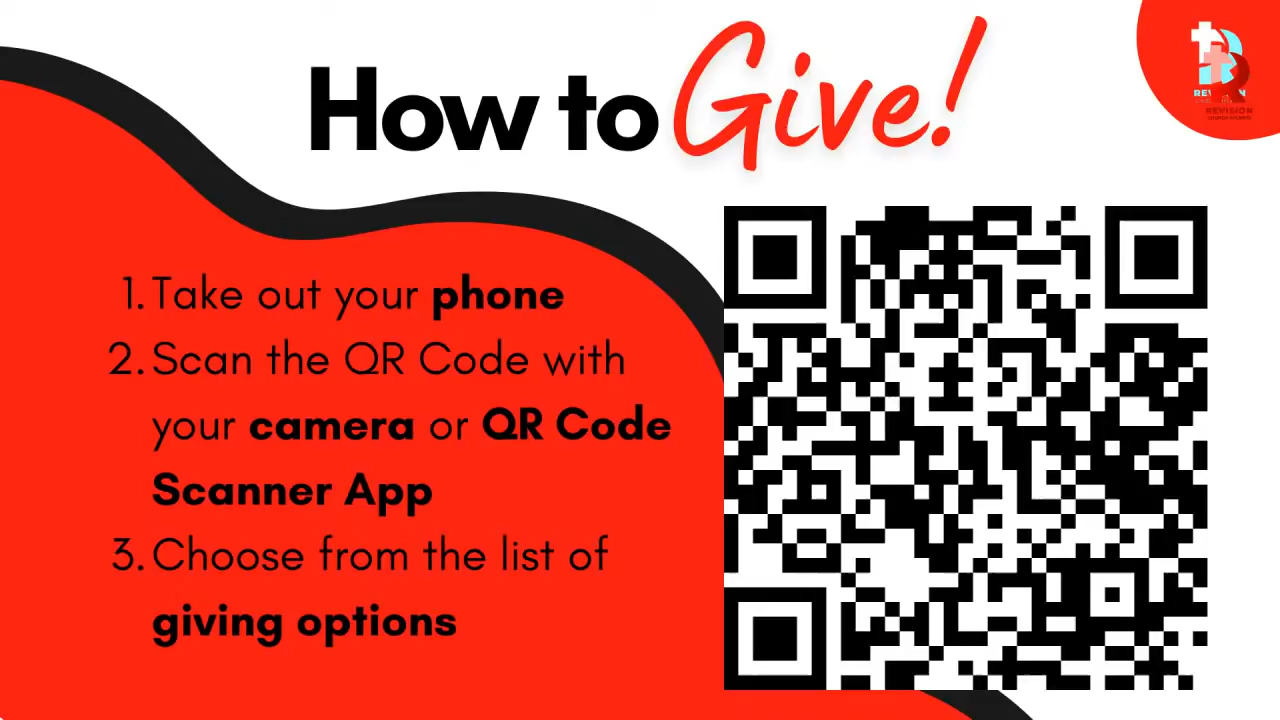 How to Give!
REVISION
1. Take out your phone
2. Scan the QR Code with
your camera or QR Code
Scanner App
3. Choose from the list of
giving options